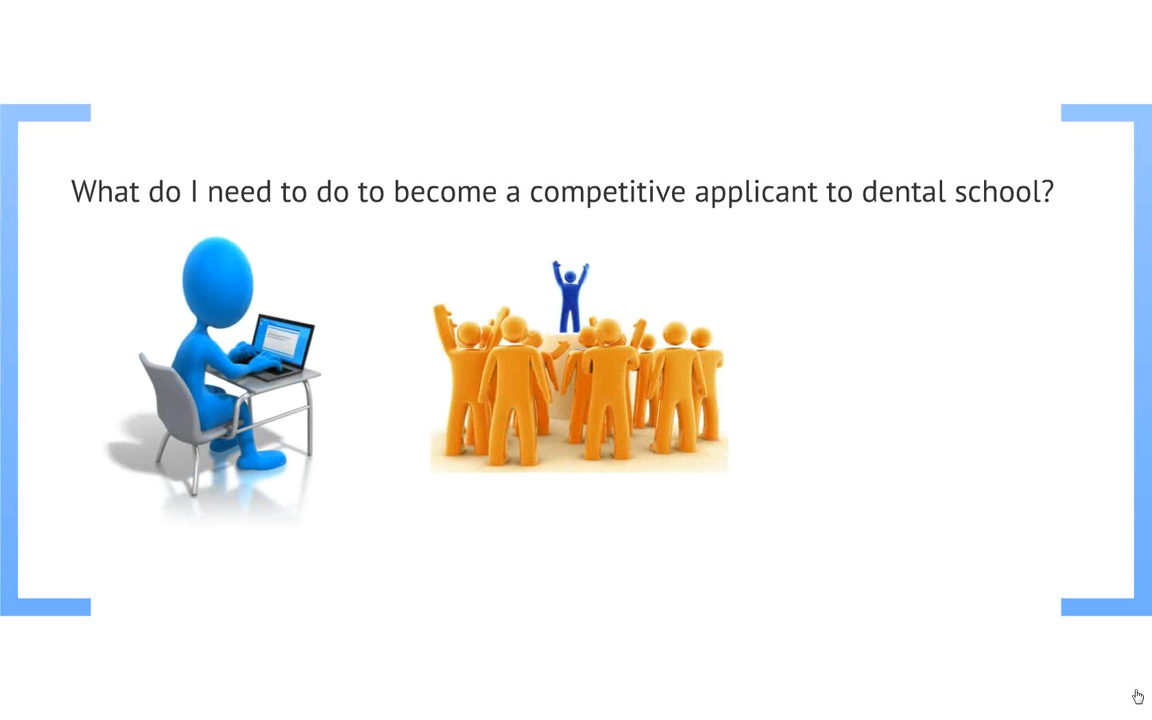 What do I need to do to become a competitive applicant to dental school?